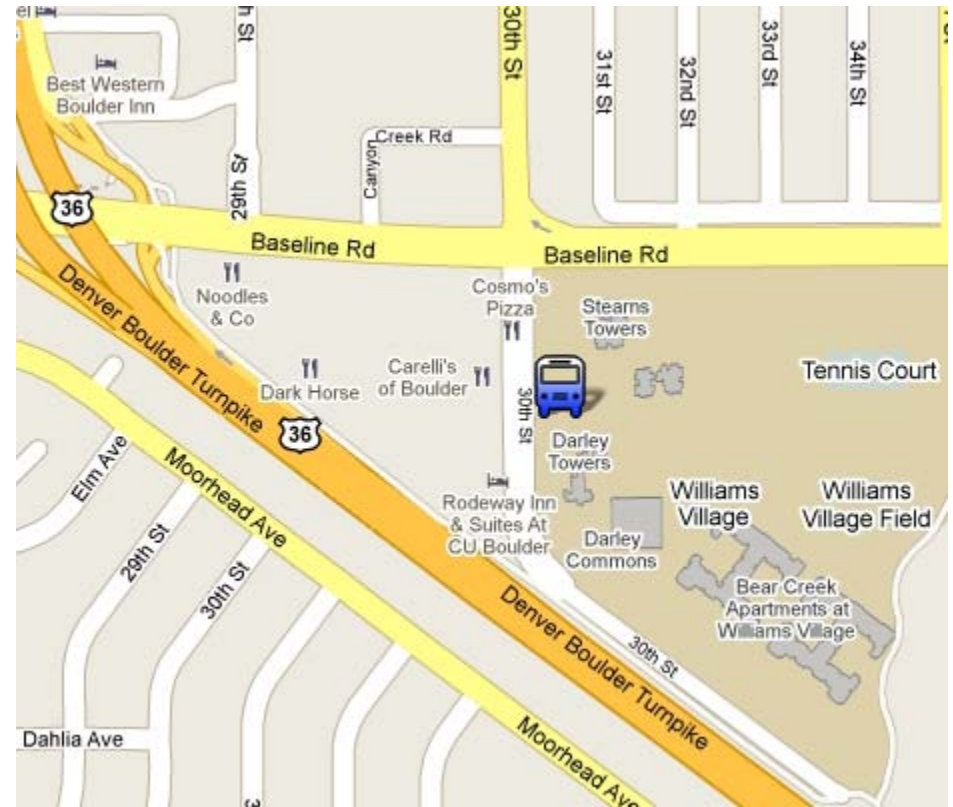 el
h St
30th St
31st St
32nd St
33rd St
34th St
Best Western
Boulder Inn
Creek Rd
Canyon
29th St
36
Baseline Rd
Baseline Rd
Noodles
& Co
Cosmo's
Pizza
Stearns
Towers
Denver Boulder Turnpike
Dark Horse
Carelli's
of Boulder
30th St
Tennis Court
36
Elm Ave
Moorhead Ave
Darley
Towers
Rodeway Inn
& Suites At
CU Boulder
Williams
Village
Williams
Village Field
Darley
Commons
29th St
30th St
Bear Creek
Apartments at
Williams Village
Denver Boulder Turnpike
30th St
Dahlia Ave
Moorhead Ave
3